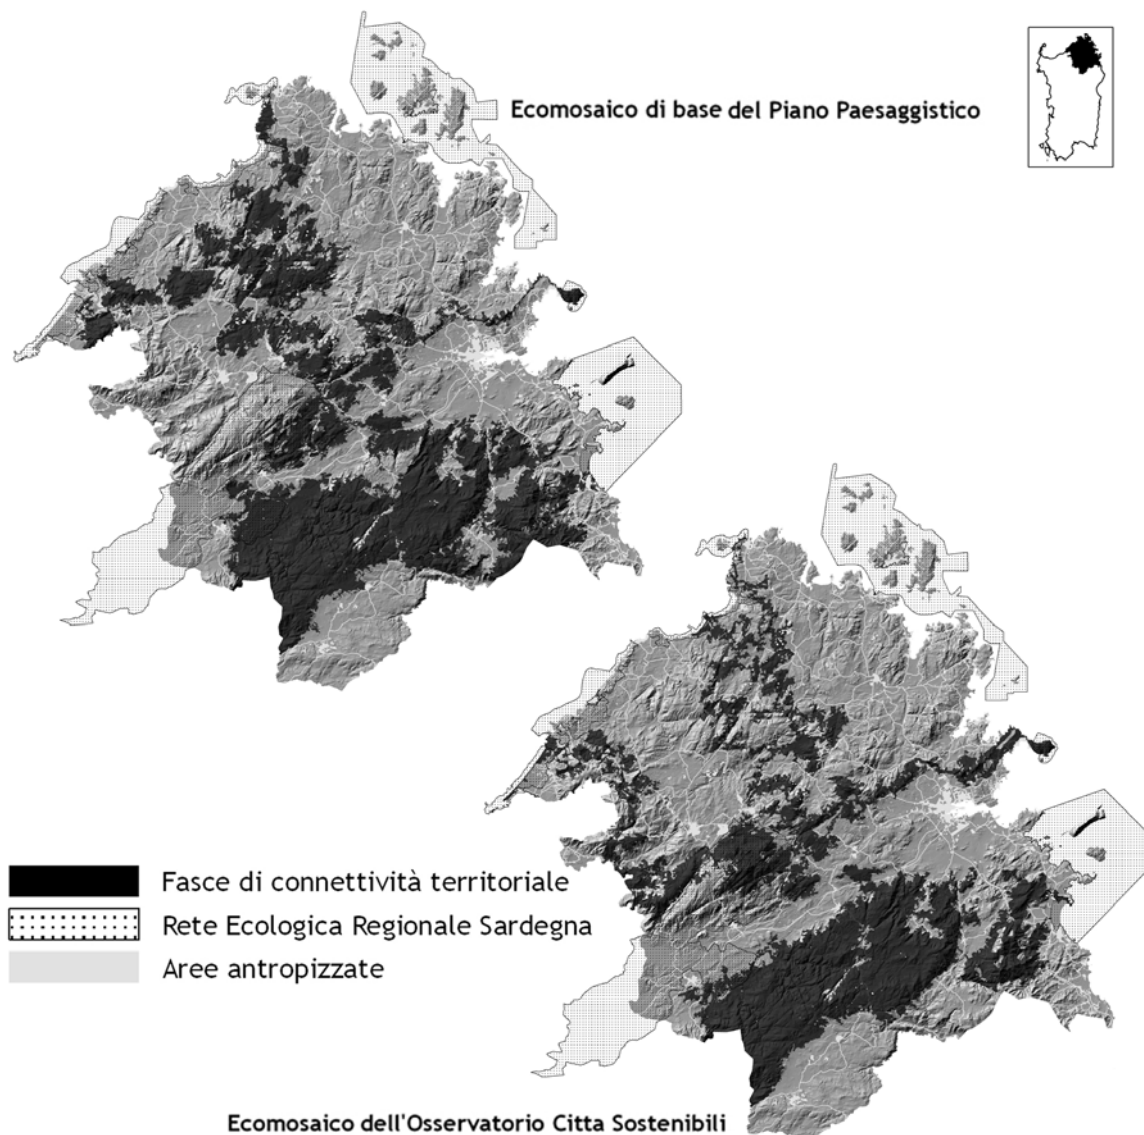 Ecomosaico di base del Piano Paesaggistico
Fasce di connettività territoriale
Rete Ecologica Regionale Sardegna
Aree antropizzate
Ecomosaico dell'Osservatorio Citta Sostenibili